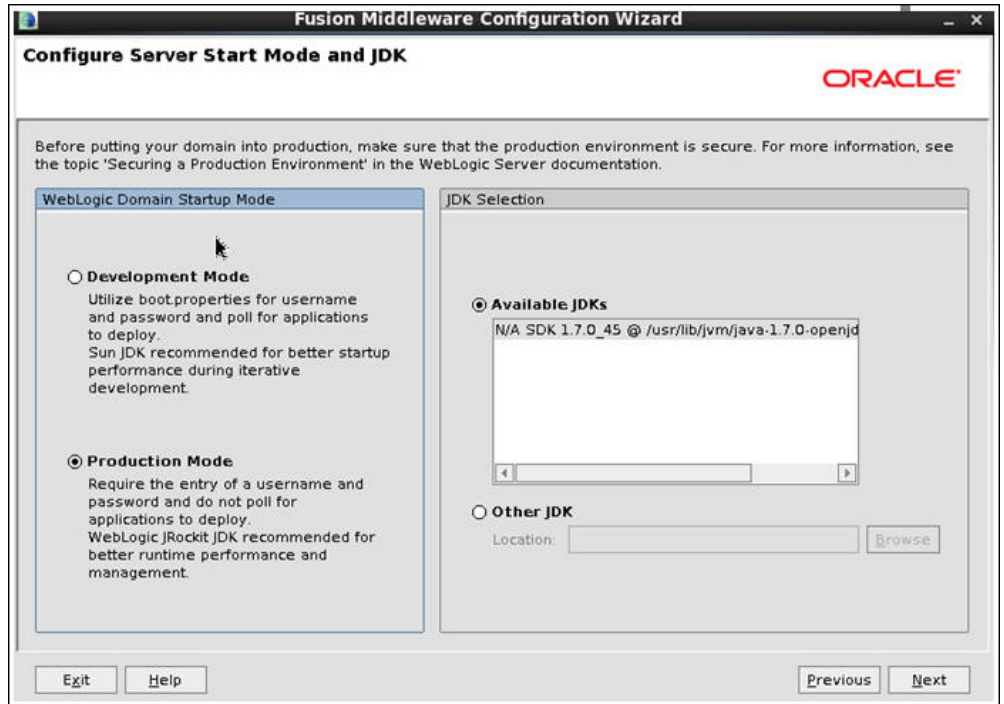 Fusion Middleware Configuration Wizard
Configure Server Start Mode and JDK
ORACLE
Before putting your domain into production, make sure that the production environment is secure. For more information, see
the topic 'Securing a Production Environment' in the WebLogic Server documentation.
WebLogic Domain Startup Mode
Development Mode
Utilize boot.properties for username
and password and poll for applications
to deploy.
Sun JDK recommended for better startup
performance during iterative
development.
Production Mode
Require the entry of a username and
password and do not poll for
applications to deploy.
WebLogic JRockit JDK recommended for
better runtime performance and
management.
JDK Selection
Available JDKs
N/A SDK 1.7.0_45 @ /usr/lib/jvm/java-1.7.0-openjd
Other JDK
Location:
Browse
Exit
Help
Previous
Next